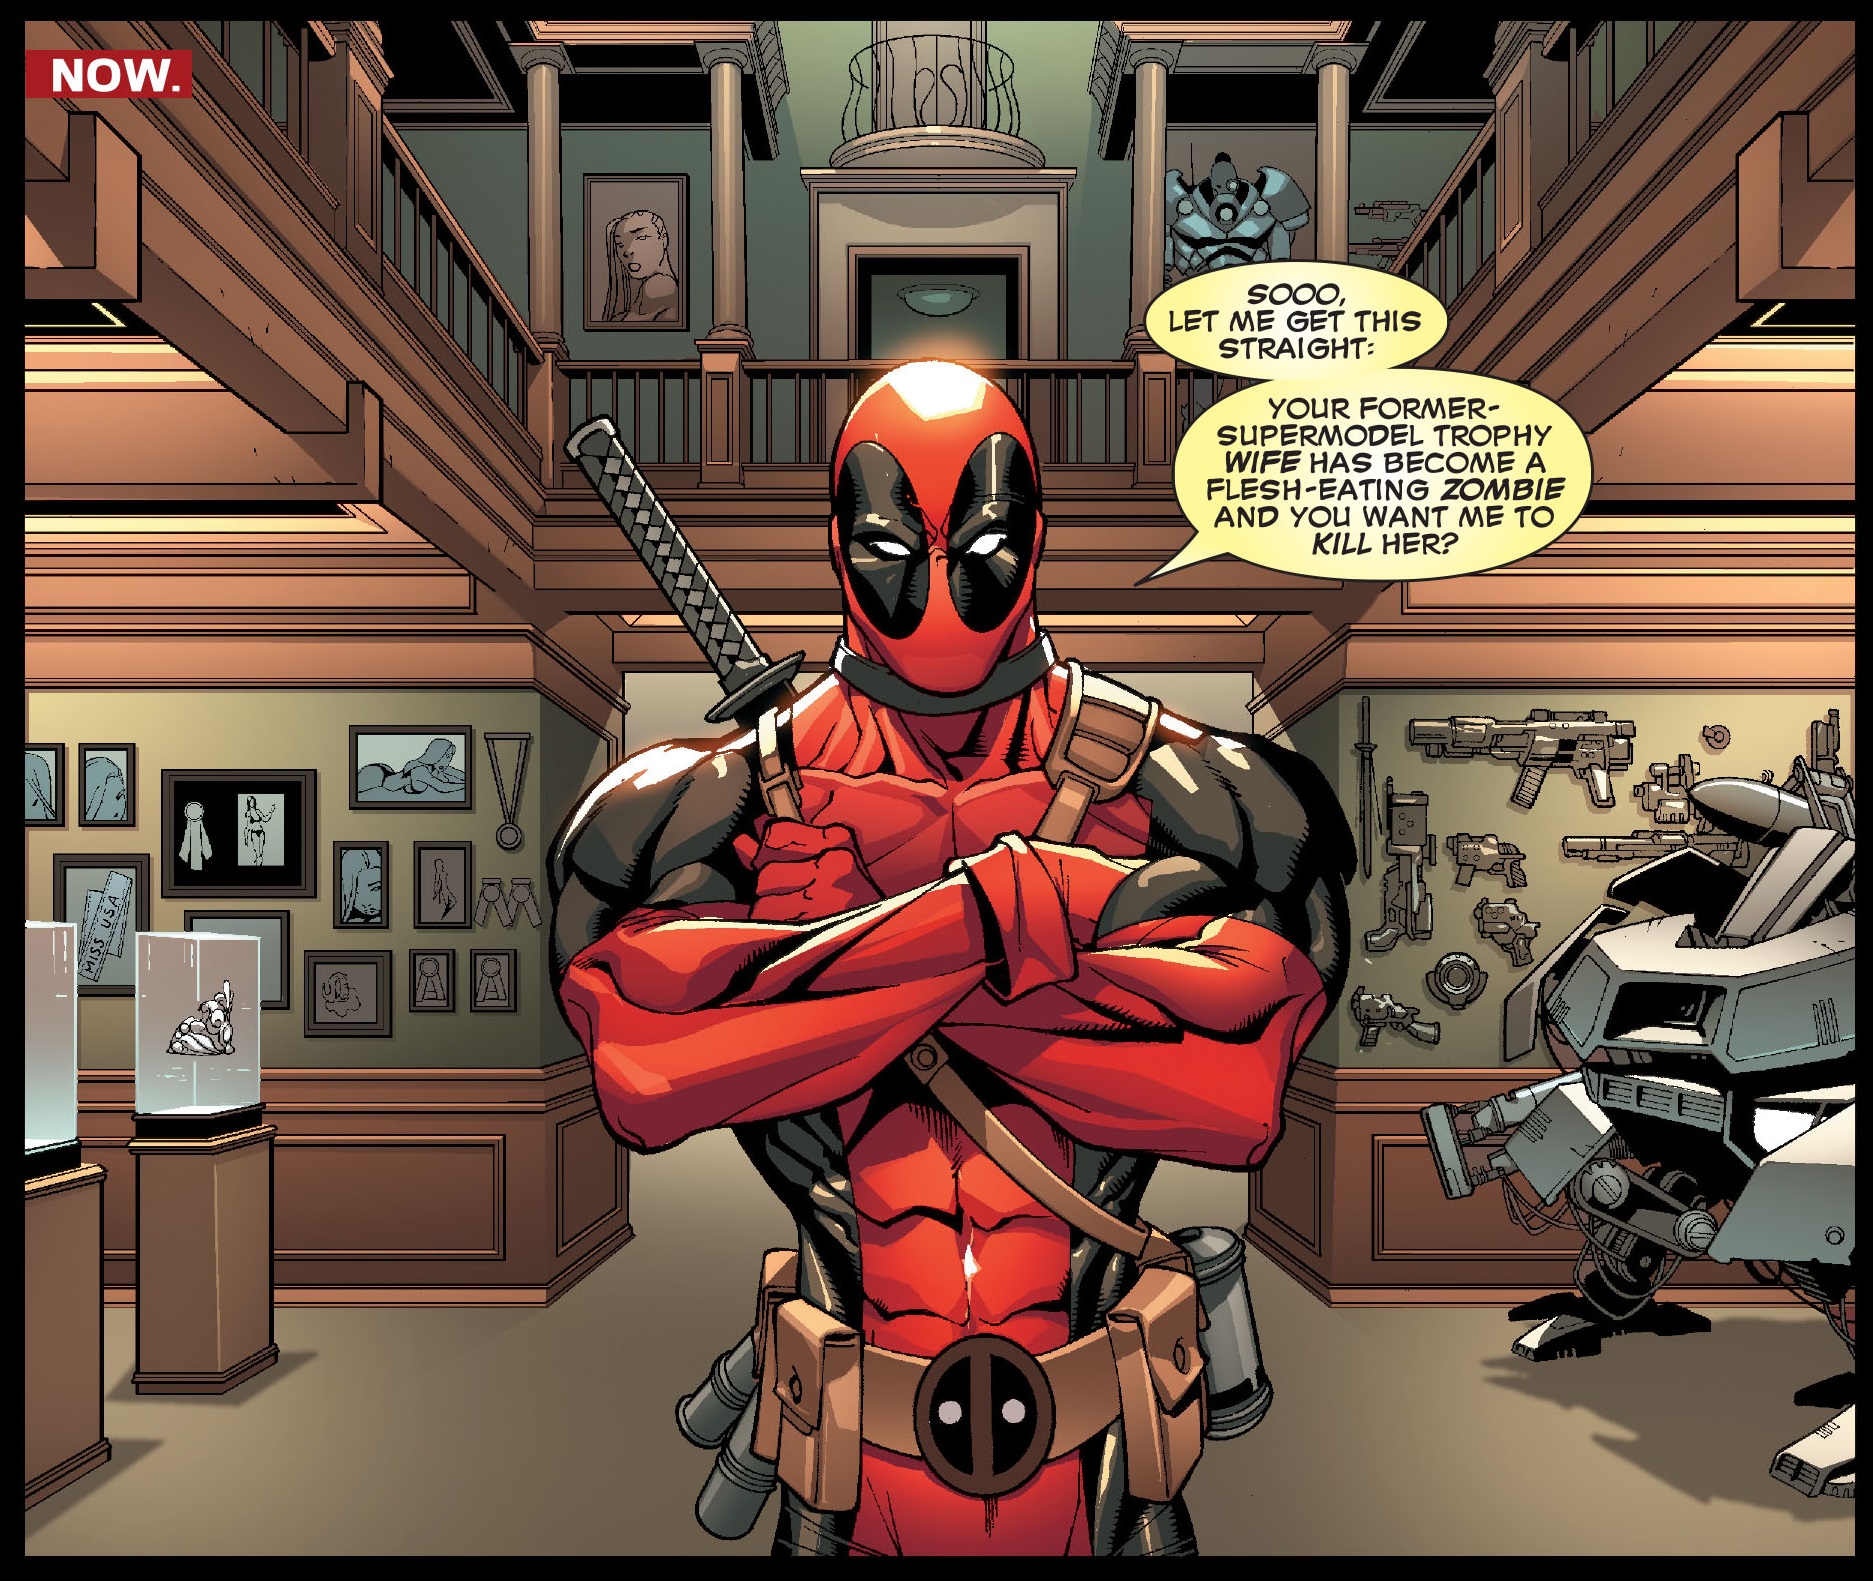 NOW.
SOOO,
LET ME GET THIS
STRAIGHT:
YOUR FORMER-
SUPERMODEL TROPHY
WIFE HAS BECOME A
FLESH-EATING ZOMBIE
AND YOU WANT ME TO
KILL HER?
MISS USA